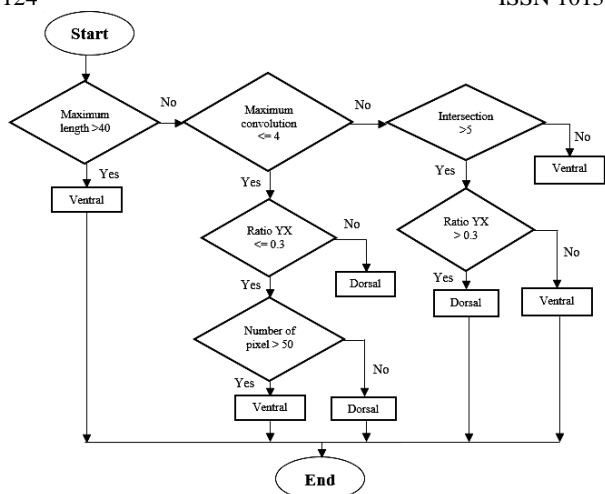 124
ISSN 1013
Start
Maximum
length >40
No
Maximum
convolution
<= 4
No
Intersection
>5
No
Ventral
Yes
Ventral
Yes
Ratio YX
<= 0.3
No
Dorsal
Yes
Ratio YX
> 0.3
No
Yes
Dorsal
Ventral
Yes
Number of
pixel > 50
No
Yes
Ventral
Dorsal
End